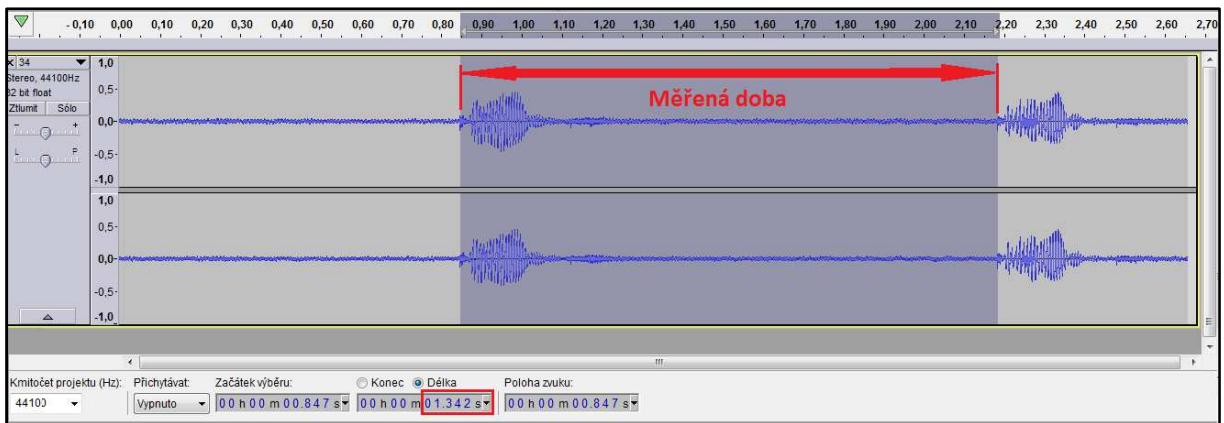 - 0,10 0,00 0,10 0,20 0,30 0,40 0,50 0,60 0,70 0,80 0,90 1,00 1,10 1,20 1,30 1,40 1,50 1,60 1,70 1,80 1,90 2,00 2,10 2,20 2,30 2,40 2,50 2,60 2,70
x 34
Stereo, 44100Hz
32 bit float
Ztlumit Sólo
- +
L P
1,0
0,5-
0,0-
-0,5-
-1,0
Měřená doba
1,0
0,5-
0,0-
-0,5-
-1,0
Kmitočet projektu (Hz): Přichytávat: Začátek výběru: Konec Délka Poloha zvuku:
44100 Vypnuto 00 h 00 m 00.847 s 00 h 00 m 01.342 s 00 h 00 m 00.847 s